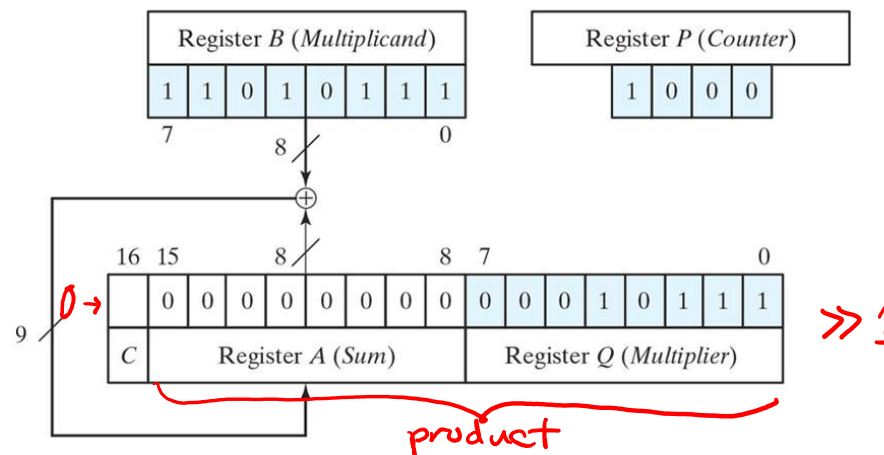 Register B (Multiplicand)
Register P (Counter)
1 1 0 1 0 1 1 1
1 0 0 0
7 8 0
16 15 8 8 7 0
0 → 0 0 0 0 0 0 0 0 0 0 0 1 0 1 1 1
9
>> 1
C Register A (Sum) Register Q (Multiplier)
product